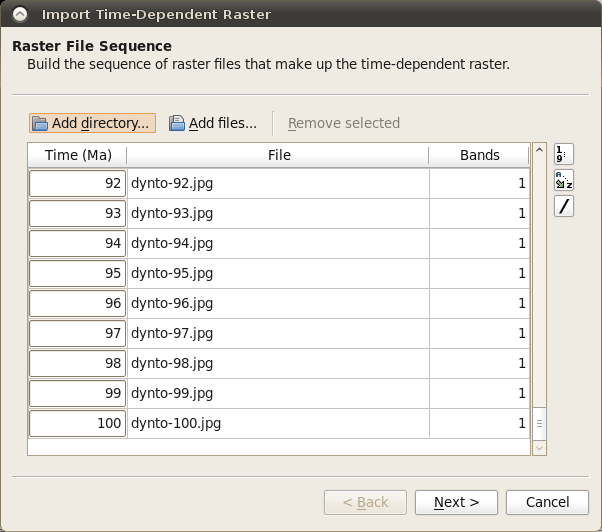 Import Time-Dependent Raster
Raster File Sequence
Build the sequence of raster files that make up the time-dependent raster.
Add directory... Add files... Remove selected
Time (Ma) File Bands
92 dynto-92.jpg 1
93 dynto-93.jpg 1
94 dynto-94.jpg 1
95 dynto-95.jpg 1
96 dynto-96.jpg 1
97 dynto-97.jpg 1
98 dynto-98.jpg 1
99 dynto-99.jpg 1
100 dynto-100.jpg 1
1
9
A
Z
< Back Next > Cancel